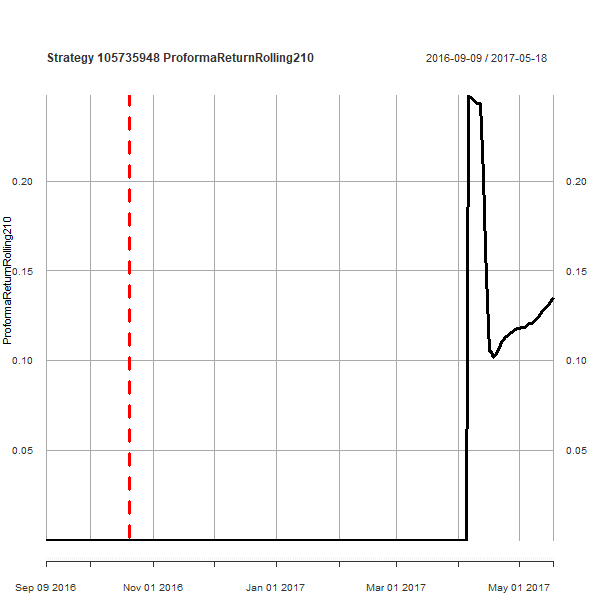 Strategy 105735948 ProformaReturnRolling210
2016-09-09 / 2017-05-18
ProformaReturnRolling210
0.20
0.15
0.10
0.05
0.20
0.15
0.10
0.05
Sep 09 2016
Nov 01 2016
Jan 01 2017
Mar 01 2017
May 01 2017